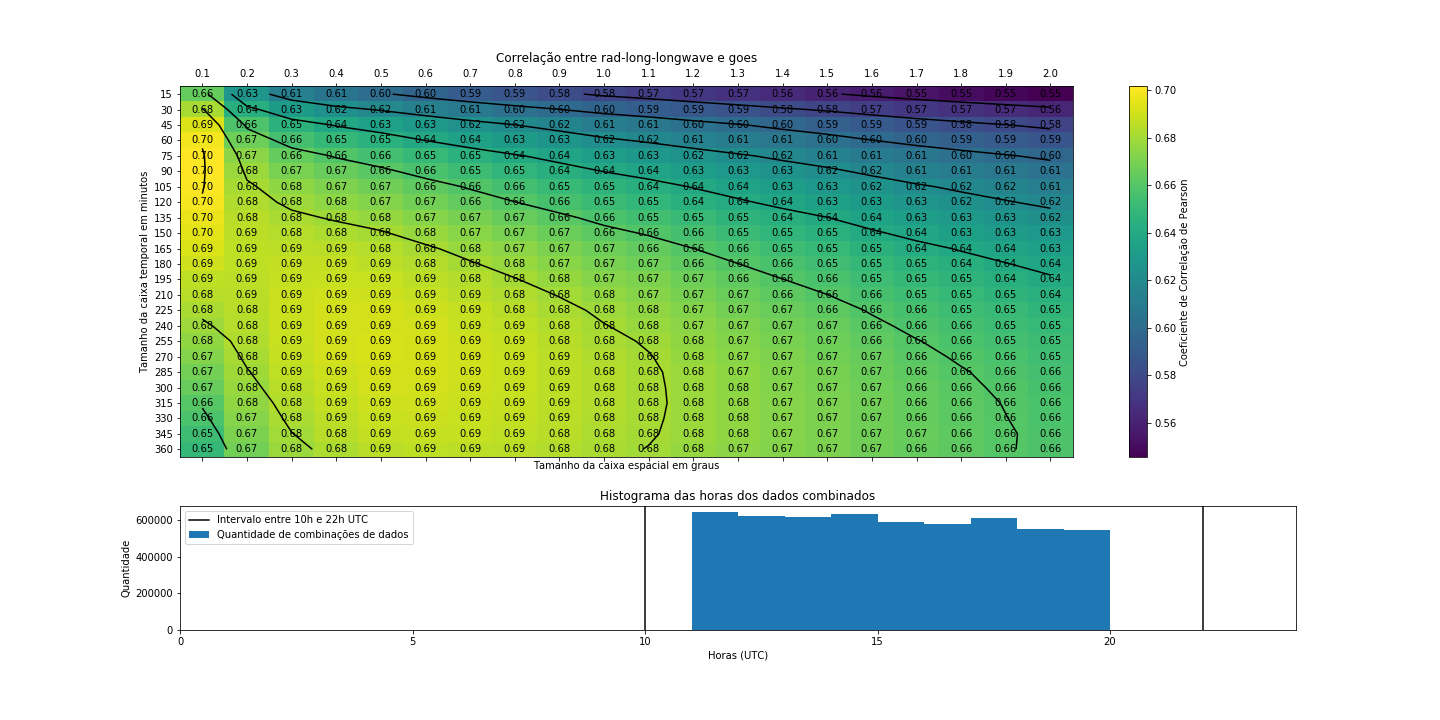 Correlação entre rad-long-longwave e goes
0.1 0.2 0.3 0.4 0.5 0.6 0.7 0.8 0.9 1.0 1.1 1.2 1.3 1.4 1.5 1.6 1.7 1.8 1.9 2.0
15 0.66 0.63 0.61 0.61 0.60 0.60 0.59 0.59 0.58 0.58 0.57 0.57 0.57 0.56 0.56 0.56 0.55 0.55 0.55 0.55
30 0.68 0.64 0.63 0.62 0.62 0.61 0.61 0.60 0.60 0.60 0.59 0.59 0.59 0.58 0.58 0.57 0.57 0.57 0.57 0.56
45 0.69 0.66 0.65 0.64 0.63 0.63 0.62 0.62 0.62 0.61 0.61 0.60 0.60 0.60 0.59 0.59 0.59 0.58 0.58 0.58
60 0.70 0.67 0.66 0.65 0.65 0.64 0.64 0.63 0.63 0.62 0.62 0.61 0.61 0.61 0.60 0.60 0.60 0.59 0.59 0.59
75 0.70 0.67 0.66 0.66 0.66 0.65 0.65 0.64 0.64 0.63 0.63 0.62 0.62 0.62 0.61 0.61 0.61 0.60 0.60 0.60
90 0.70 0.68 0.67 0.67 0.66 0.66 0.65 0.65 0.64 0.64 0.64 0.63 0.63 0.63 0.62 0.62 0.61 0.61 0.61 0.61
105 0.70 0.68 0.68 0.67 0.67 0.66 0.66 0.66 0.65 0.65 0.64 0.64 0.63 0.63 0.63 0.62 0.62 0.62 0.62 0.61
120 0.70 0.68 0.68 0.68 0.67 0.67 0.66 0.66 0.66 0.65 0.65 0.64 0.64 0.64 0.63 0.63 0.63 0.62 0.62 0.62
135 0.70 0.68 0.68 0.68 0.68 0.67 0.67 0.67 0.66 0.66 0.65 0.65 0.65 0.64 0.64 0.64 0.63 0.63 0.63 0.62
150 0.70 0.69 0.68 0.68 0.68 0.68 0.67 0.67 0.67 0.66 0.66 0.65 0.65 0.65 0.64 0.64 0.64 0.63 0.63 0.63
165 0.69 0.69 0.68 0.68 0.68 0.68 0.68 0.67 0.67 0.67 0.66 0.66 0.66 0.65 0.65 0.65 0.64 0.64 0.64 0.63
180 0.69 0.69 0.69 0.69 0.68 0.68 0.68 0.68 0.67 0.67 0.67 0.66 0.66 0.66 0.65 0.65 0.65 0.64 0.64 0.64
195 0.69 0.69 0.69 0.69 0.69 0.68 0.68 0.68 0.68 0.67 0.67 0.67 0.66 0.66 0.66 0.65 0.65 0.65 0.64 0.64
210 0.68 0.69 0.69 0.69 0.69 0.69 0.69 0.68 0.68 0.68 0.67 0.67 0.67 0.66 0.66 0.66 0.65 0.65 0.65 0.64
225 0.68 0.68 0.69 0.69 0.69 0.69 0.69 0.68 0.68 0.68 0.68 0.67 0.67 0.67 0.66 0.66 0.66 0.65 0.65 0.65
240 0.68 0.68 0.69 0.69 0.69 0.69 0.69 0.69 0.68 0.68 0.68 0.67 0.67 0.67 0.67 0.66 0.66 0.66 0.65 0.65
255 0.68 0.68 0.69 0.69 0.69 0.69 0.69 0.69 0.68 0.68 0.68 0.68 0.67 0.67 0.67 0.66 0.66 0.66 0.65 0.65
270 0.67 0.68 0.69 0.69 0.69 0.69 0.69 0.69 0.68 0.68 0.68 0.68 0.67 0.67 0.67 0.67 0.66 0.66 0.66 0.65
285 0.67 0.68 0.68 0.69 0.69 0.69 0.69 0.69 0.68 0.68 0.68 0.68 0.67 0.67 0.67 0.67 0.66 0.66 0.66 0.66
300 0.67 0.68 0.68 0.69 0.69 0.69 0.69 0.69 0.68 0.68 0.68 0.68 0.67 0.67 0.67 0.67 0.66 0.66 0.66 0.66
315 0.66 0.68 0.68 0.69 0.69 0.69 0.69 0.69 0.68 0.68 0.68 0.68 0.67 0.67 0.67 0.67 0.66 0.66 0.66 0.66
330 0.66 0.67 0.68 0.68 0.69 0.69 0.69 0.69 0.68 0.68 0.68 0.68 0.67 0.67 0.67 0.67 0.66 0.66 0.66 0.66
345 0.65 0.67 0.68 0.68 0.69 0.69 0.69 0.68 0.68 0.68 0.68 0.67 0.67 0.67 0.67 0.67 0.66 0.66 0.66 0.66
360 0.65 0.67 0.68 0.68 0.69 0.69 0.69 0.68 0.68 0.68 0.68 0.67 0.67 0.67 0.67 0.67 0.66 0.66 0.66 0.66
Tamanho da caixa temporal em minutos
Tamanho da caixa espacial em graus
0.70
0.68
0.66
0.64
0.62
0.60
0.58
0.56
Coeficiente de Correlação de Pearson
Histograma das horas dos dados combinados
Intervalo entre 10h e 22h UTC
Quantidade de combinações de dados
600000
400000
200000
0
Quantidade
0 5 10 15 20
Horas (UTC)